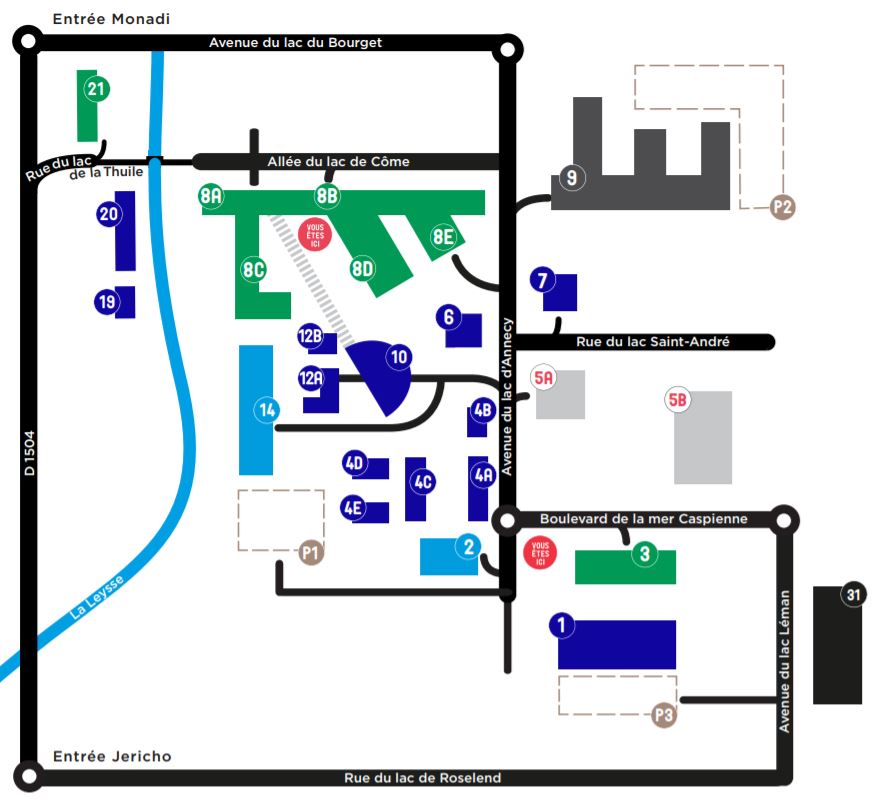 Entrée Monadi
Avenue du lac du Bourget
21
Rue du lac
de la Thuile
Allée du lac de Côme
9
8A
8B
P2
20
VOUS
ÊTES
ICI
8E
8C
8D
7
19
6
12B
Rue du lac Saint-André
10
12A
5A
5B
14
4B
Avenue du lac d'Annecy
D 1504
4D
4C
4A
4E
Boulevard de la mer Caspienne
P1
2
VOUS
ÊTES
ICI
3
La Leysse
31
1
Avenue du lac Léman
P3
Entrée Jericho
Rue du lac de Roselend